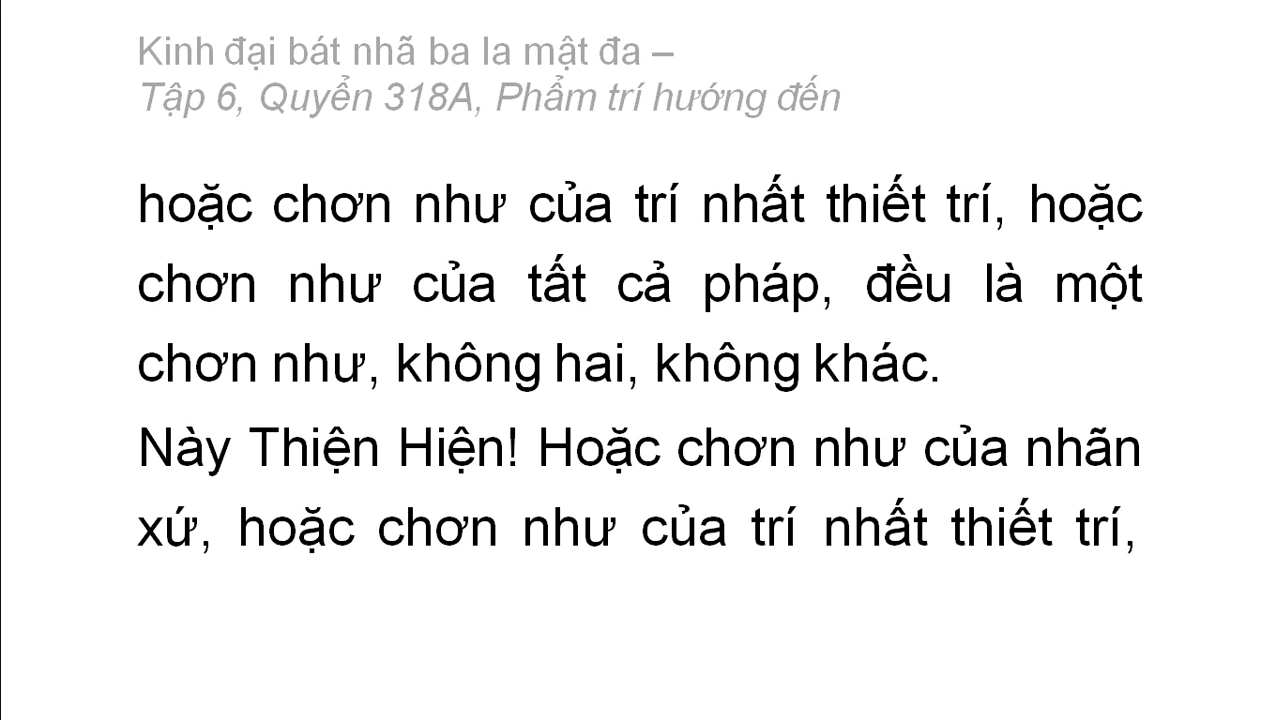 Kinh đại bát nhã ba la mật đa –
Tập 6, Quyển 318A, Phẩm trí hướng đến
hoặc chơn như của trí nhất thiết trí, hoặc
chơn như của tất cả pháp, đều là một
chơn như, không hai, không khác.
Này Thiện Hiện! Hoặc chơn như của nhãn
xứ, hoặc chơn như của trí nhất thiết trí,